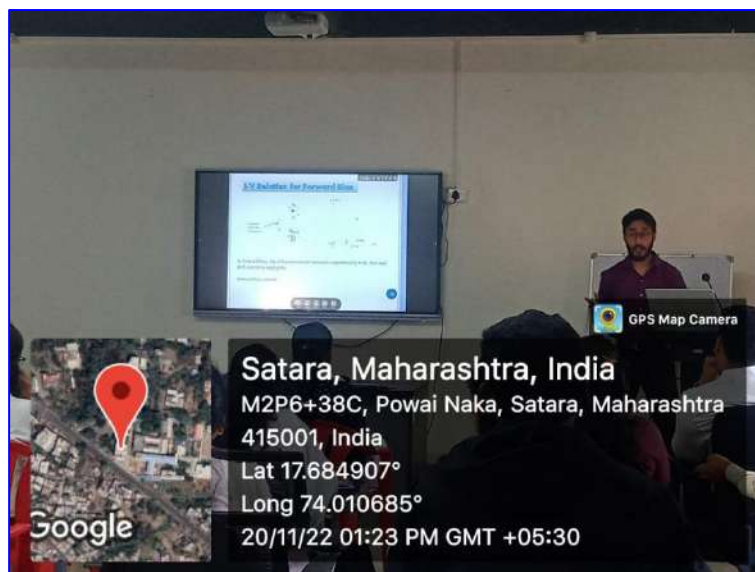 I-V Relation for Forward Bias
GPS Map Camera
Satara, Maharashtra, India
M2P6+38C, Powai Naka, Satara, Maharashtra
415001, India
Lat 17.684907°
Long 74.010685°
20/11/22 01:23 PM GMT +05:30
Google